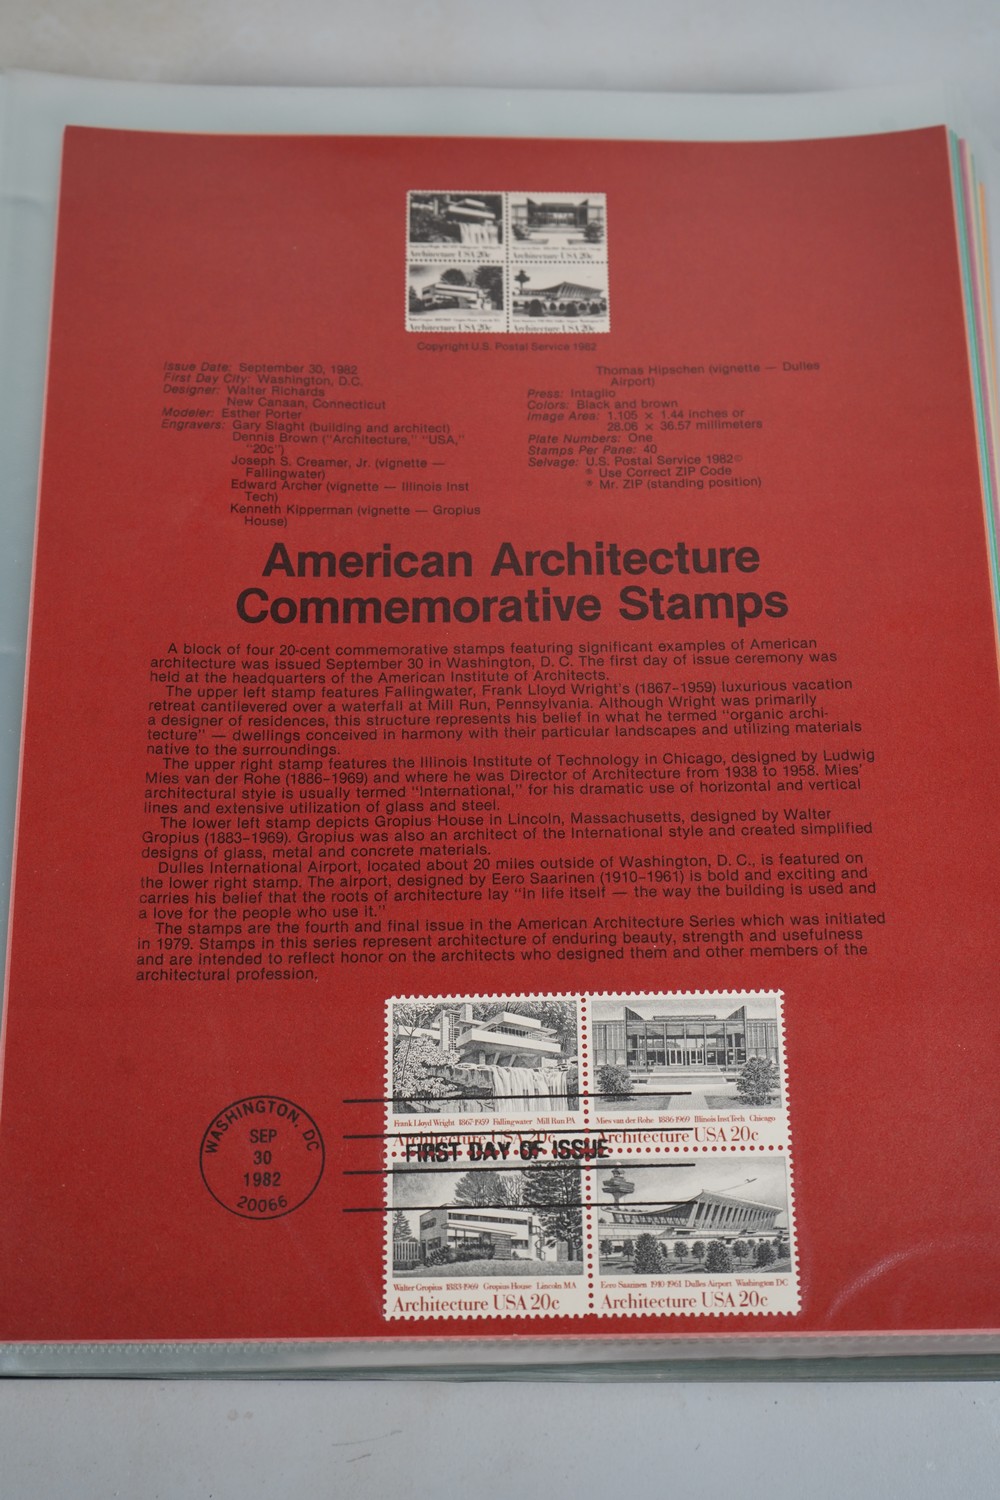 Architecture USA 20c
Architecture USA 20c
Architecture USA 20c
Architecture USA 20c
Copyright U.S. Postal Service 1982
Issue Date: September 30, 1982
First Day City: Washington, D.C.
Designer: Walter Richards
New Canaan, Connecticut
Modeler: Esther Porter
Engravers: Gary Slaght (building and architect)
Dennis Brown ("Architecture," "USA,"
"20c")
Joseph S. Creamer, Jr. (vignette —
Fallingwater)
Edward Archer (vignette — Illinois Inst
Tech)
Kenneth Kipperman (vignette — Gropius
House)
Thomas Hipschen (vignette — Dulles
Airport)
Press: Intaglio
Colors: Black and brown
Image Area: 1.105 × 1.44 inches or
28.06 × 36.57 millimeters
Plate Numbers: One
Stamps Per Pane: 40
Selvage: U.S. Postal Service 1982©
® Use Correct ZIP Code
® Mr. ZIP (standing position)
American Architecture
Commemorative Stamps
A block of four 20-cent commemorative stamps featuring significant examples of American
architecture was issued September 30 in Washington, D. C. The first day of issue ceremony was
held at the headquarters of the American Institute of Architects.
The upper left stamp features Fallingwater, Frank Lloyd Wright's (1867-1959) luxurious vacation
retreat cantilevered over a waterfall at Mill Run, Pennsylvania. Although Wright was primarily
a designer of residences, this structure represents his belief in what he termed "organic archi-
tecture" — dwellings conceived in harmony with their particular landscapes and utilizing materials
native to the surroundings.
The upper right stamp features the Illinois Institute of Technology in Chicago, designed by Ludwig
Mies van der Rohe (1886-1969) and where he was Director of Architecture from 1938 to 1958. Mies'
architectural style is usually termed "International," for his dramatic use of horizontal and vertical
lines and extensive utilization of glass and steel.
The lower left stamp depicts Gropius House in Lincoln, Massachusetts, designed by Walter
Gropius (1883-1969). Gropius was also an architect of the International style and created simplified
designs of glass, metal and concrete materials.
Dulles International Airport, located about 20 miles outside of Washington, D. C., is featured on
the lower right stamp. The airport, designed by Eero Saarinen (1910-1961) is bold and exciting and
carries his belief that the roots of architecture lay "in life itself — the way the building is used and
a love for the people who use it."
The stamps are the fourth and final issue in the American Architecture Series which was initiated
in 1979. Stamps in this series represent architecture of enduring beauty, strength and usefulness
and are intended to reflect honor on the architects who designed them and other members of the
architectural profession.
Frank Lloyd Wright 1867-1959 Fallingwater Mill Run PA
Architecture USA 20c
Mies van der Rohe 1886-1969 Illinois Inst Tech Chicago
Architecture USA 20c
WASHINGTON, DC
SEP
30
1982
20066
FIRST DAY OF ISSUE
Walter Gropius 1883-1969 Gropius House Lincoln MA
Architecture USA 20c
Eero Saarinen 1910-1961 Dulles Airport Washington DC
Architecture USA 20c